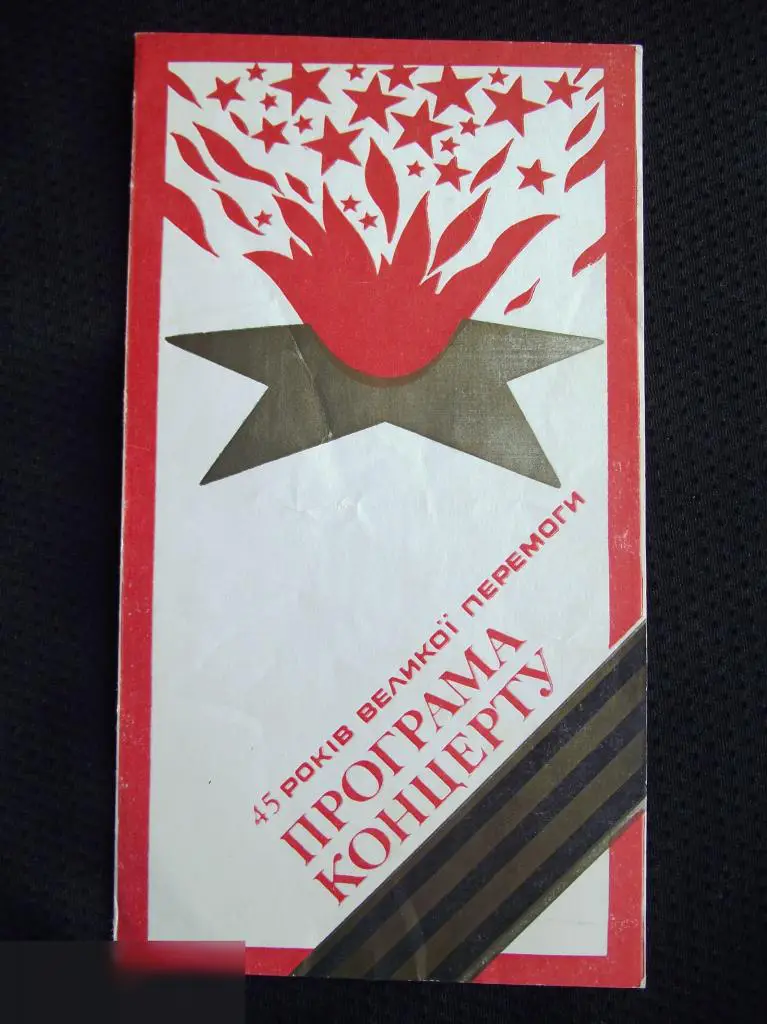 45 РОКІВ ВЕЛИКОЇ ПЕРЕМОГИ
ПРОГРАМА
КОНЦЕРТУ